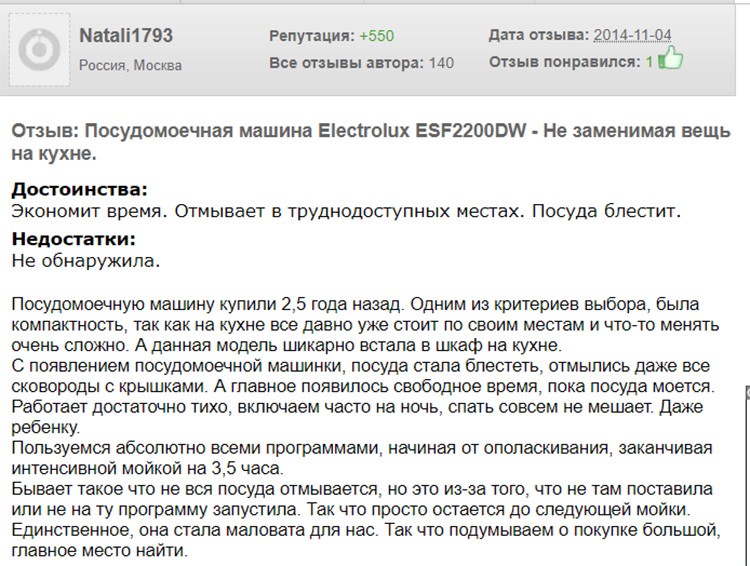 Natali1793
Репутация: +550
Дата отзыва: 2014-11-04
Россия, Москва
Все отзывы автора: 140
Отзыв понравился: 1
Отзыв: Посудомоечная машина Electrolux ESF2200DW - Не заменимая вещь
на кухне.
Достоинства:
Экономит время. Отмывает в труднодоступных местах. Посуда блестит.
Недостатки:
Не обнаружила.
Посудомоечную машину купили 2,5 года назад. Одним из критериев выбора, была
компактность, так как на кухне все давно уже стоит по своим местам и что-то менять
очень сложно. А данная модель шикарно встала в шкаф на кухне.
С появлением посудомоечной машинки, посуда стала блестеть, отмылись даже все
сковороды с крышками. А главное появилось свободное время, пока посуда моется.
Работает достаточно тихо, включаем часто на ночь, спать совсем не мешает. Даже
ребенку.
Пользуемся абсолютно всеми программами, начиная от ополаскивания, заканчивая
интенсивной мойкой на 3,5 часа.
Бывает такое что не вся посуда отмывается, но это из-за того, что не там поставила
или не на ту программу запустила. Так что просто остается до следующей мойки.
Единственное, она стала маловата для нас. Так что подумываем о покупке большой,
главное место найти.